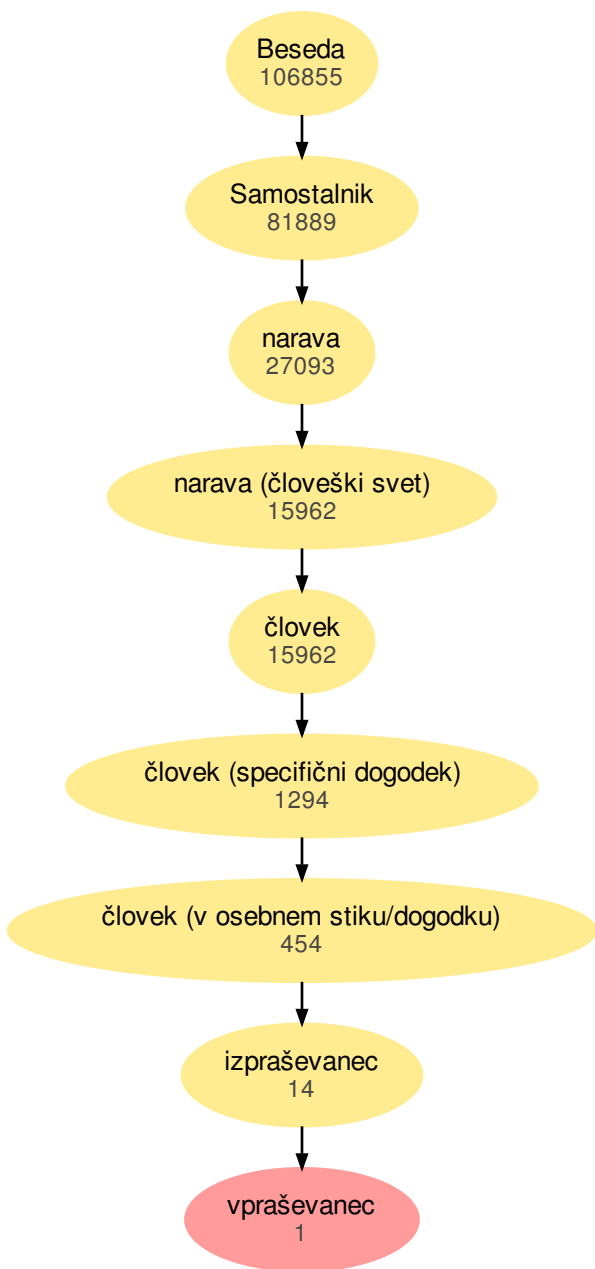 Beseda
106855
Samostalnik
81889
narava
27093
narava (človeški svet)
15962
človek
15962
človek (specifični dogodek)
1294
človek (v osebnem stiku/dogodku)
454
izpraševanec
14
vpraševanec
1